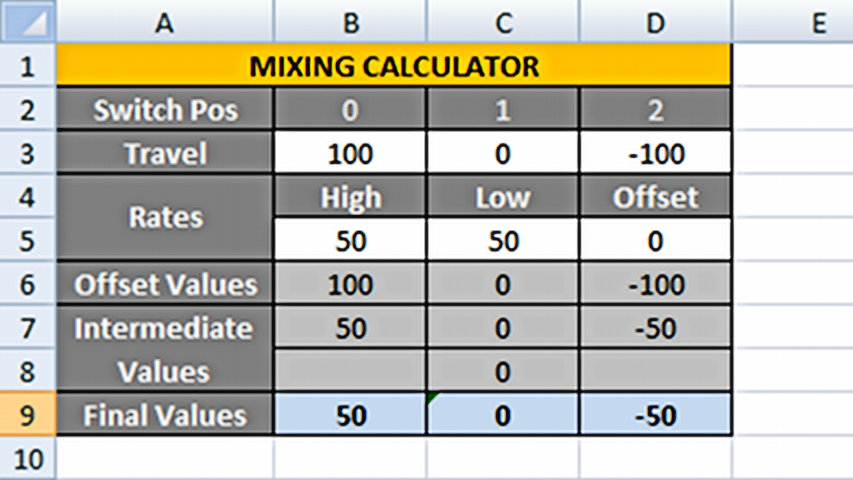 A B C D E
1 MIXING CALCULATOR
2 Switch Pos 0 1 2
3 Travel 100 0 -100
4 High Low Offset
Rates
5 50 50 0
6 Offset Values 100 0 -100
7 Intermediate 50 0 -50
8 Values 0
9 Final Values 50 0 -50
10